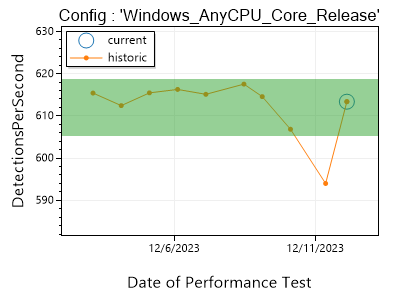 Config : 'Windows_AnyCPU_Core_Release'
current
historic
630
620
610
600
590
DetectionsPerSecond
12/6/2023
12/11/2023
Date of Performance Test